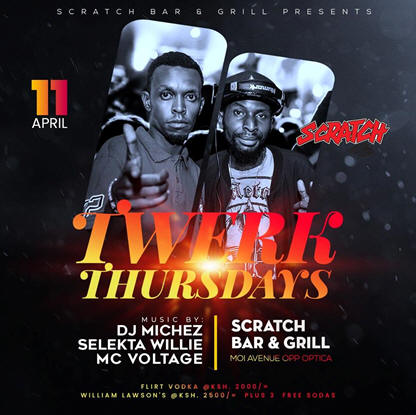 SCRATCH BAR & GRILL PRESENTS
11
APRIL
SCRATCH
TWERK
THURSDAYS
MUSIC BY:
DJ MICHEZ
SELEKTA WILLIE
MC VOLTAGE
SCRATCH
BAR & GRILL
MOI AVENUE OPP OPTICA
FLIRT VODKA @KSH. 2000/=
WILLIAM LAWSON'S @KSH. 2500/= PLUS 2 FREE SODAS